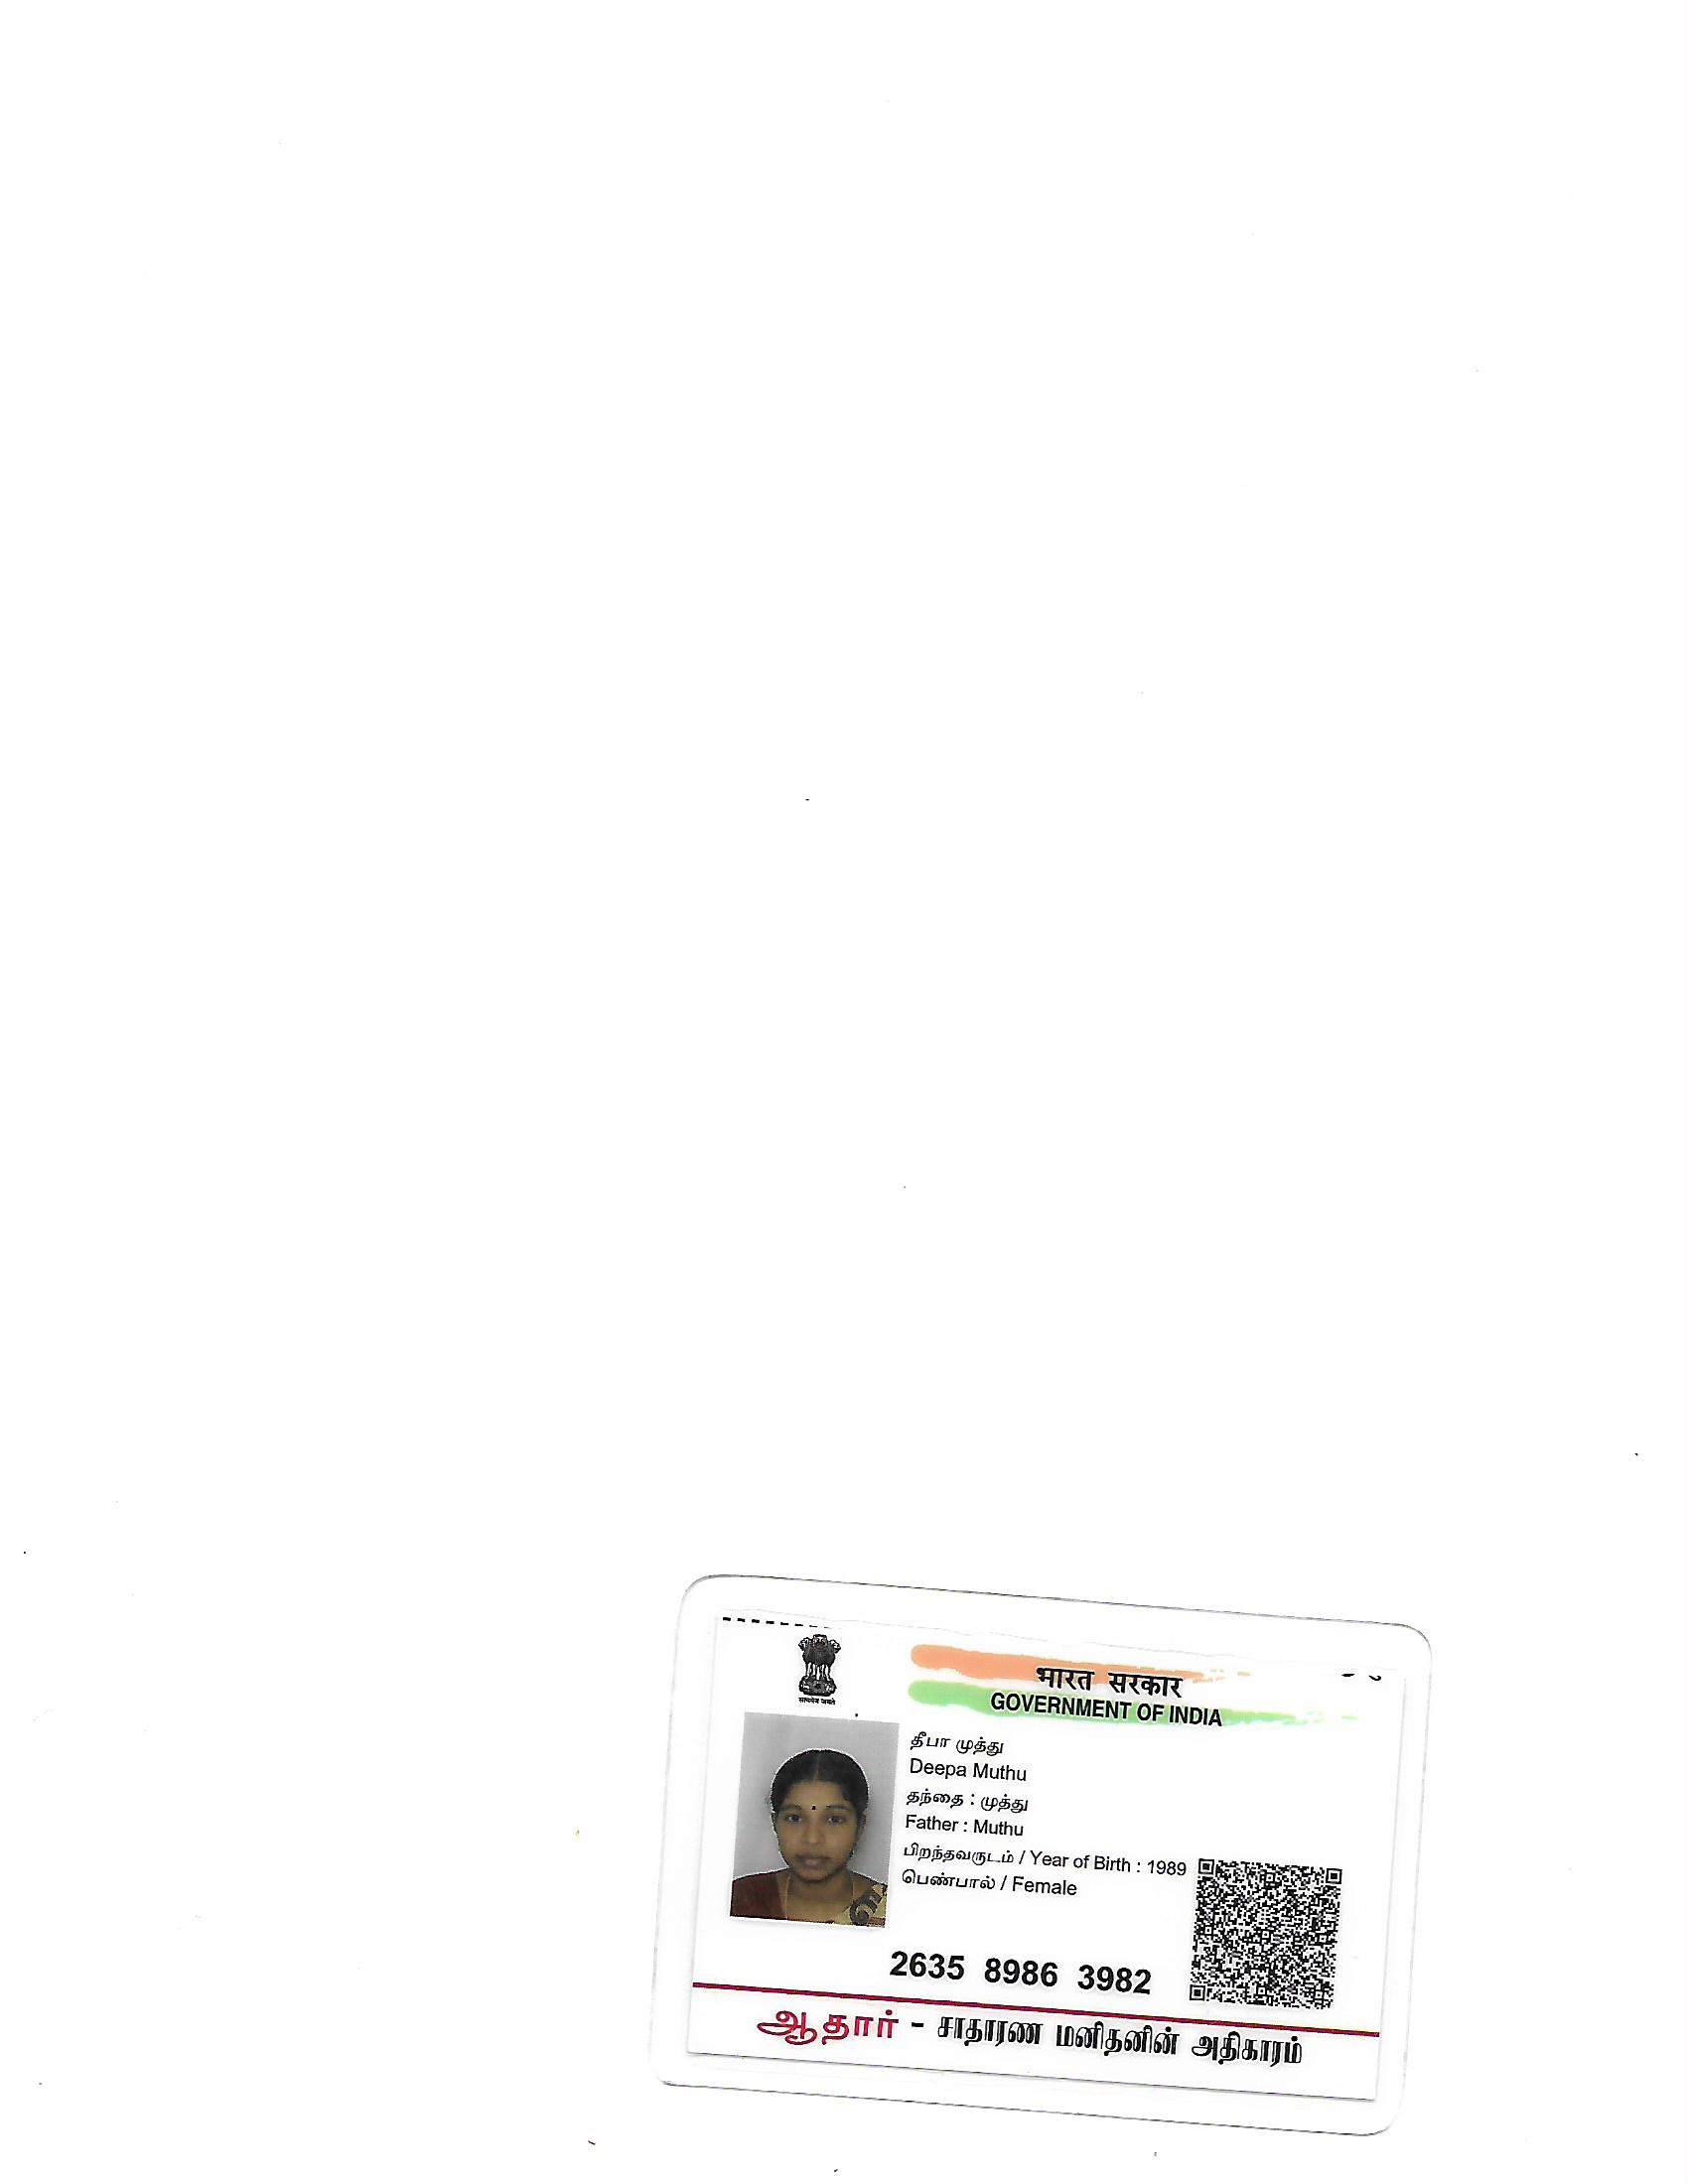 भारत सरकार
GOVERNMENT OF INDIA
सत्यमेव जयते
தீபா முத்து
Deepa Muthu
தந்தை : முத்து
Father : Muthu
பிறந்தவருடம் / Year of Birth : 1989
பெண்பால் / Female
2635 8986 3982
ஆதார் - சாதாரண மனிதனின் அதிகாரம்